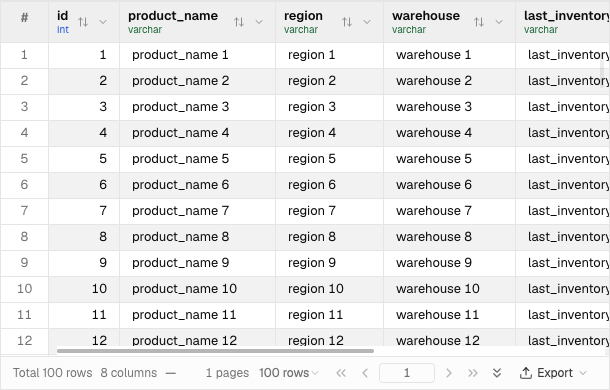 # id product_name region warehouse last_inventory
int varchar varchar varchar varchar
1 1 product_name 1 region 1 warehouse 1 last_inventory
2 2 product_name 2 region 2 warehouse 2 last_inventory
3 3 product_name 3 region 3 warehouse 3 last_inventory
4 4 product_name 4 region 4 warehouse 4 last_inventory
5 5 product_name 5 region 5 warehouse 5 last_inventory
6 6 product_name 6 region 6 warehouse 6 last_inventory
7 7 product_name 7 region 7 warehouse 7 last_inventory
8 8 product_name 8 region 8 warehouse 8 last_inventory
9 9 product_name 9 region 9 warehouse 9 last_inventory
10 10 product_name 10 region 10 warehouse 10 last_inventory
11 11 product_name 11 region 11 warehouse 11 last_inventory
12 12 product_name 12 region 12 warehouse 12 last_inventory
Total 100 rows 8 columns 1 pages 100 rows 1 Export